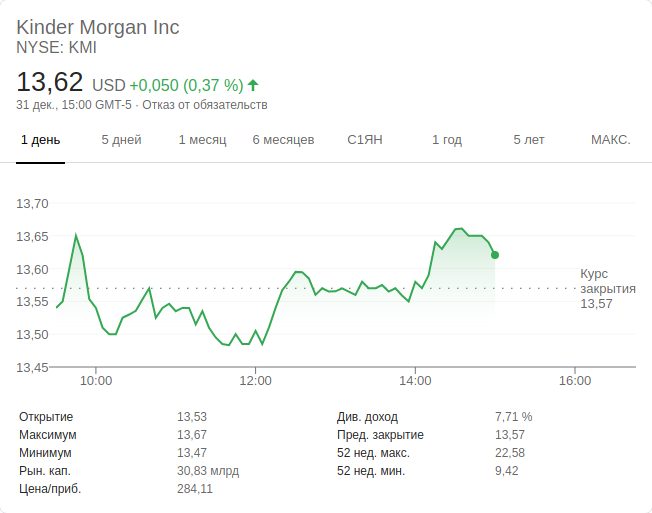 Kinder Morgan Inc
NYSE: KMI
13,62 USD +0,050 (0,37 %)
31 дек., 15:00 GMT-5 · Отказ от обязательств
1 день 5 дней 1 месяц 6 месяцев С1ЯН 1 год 5 лет МАКС.
13,70
13,65
13,60
13,55
13,50
13,45
Курс
закрытия
13,57
10:00 12:00 14:00 16:00
Открытие 13,53 Див. доход 7,71 %
Максимум 13,67 Пред. закрытие 13,57
Минимум 13,47 52 нед. макс. 22,58
Рын. кап. 30,83 млрд 52 нед. мин. 9,42
Цена/приб. 284,11